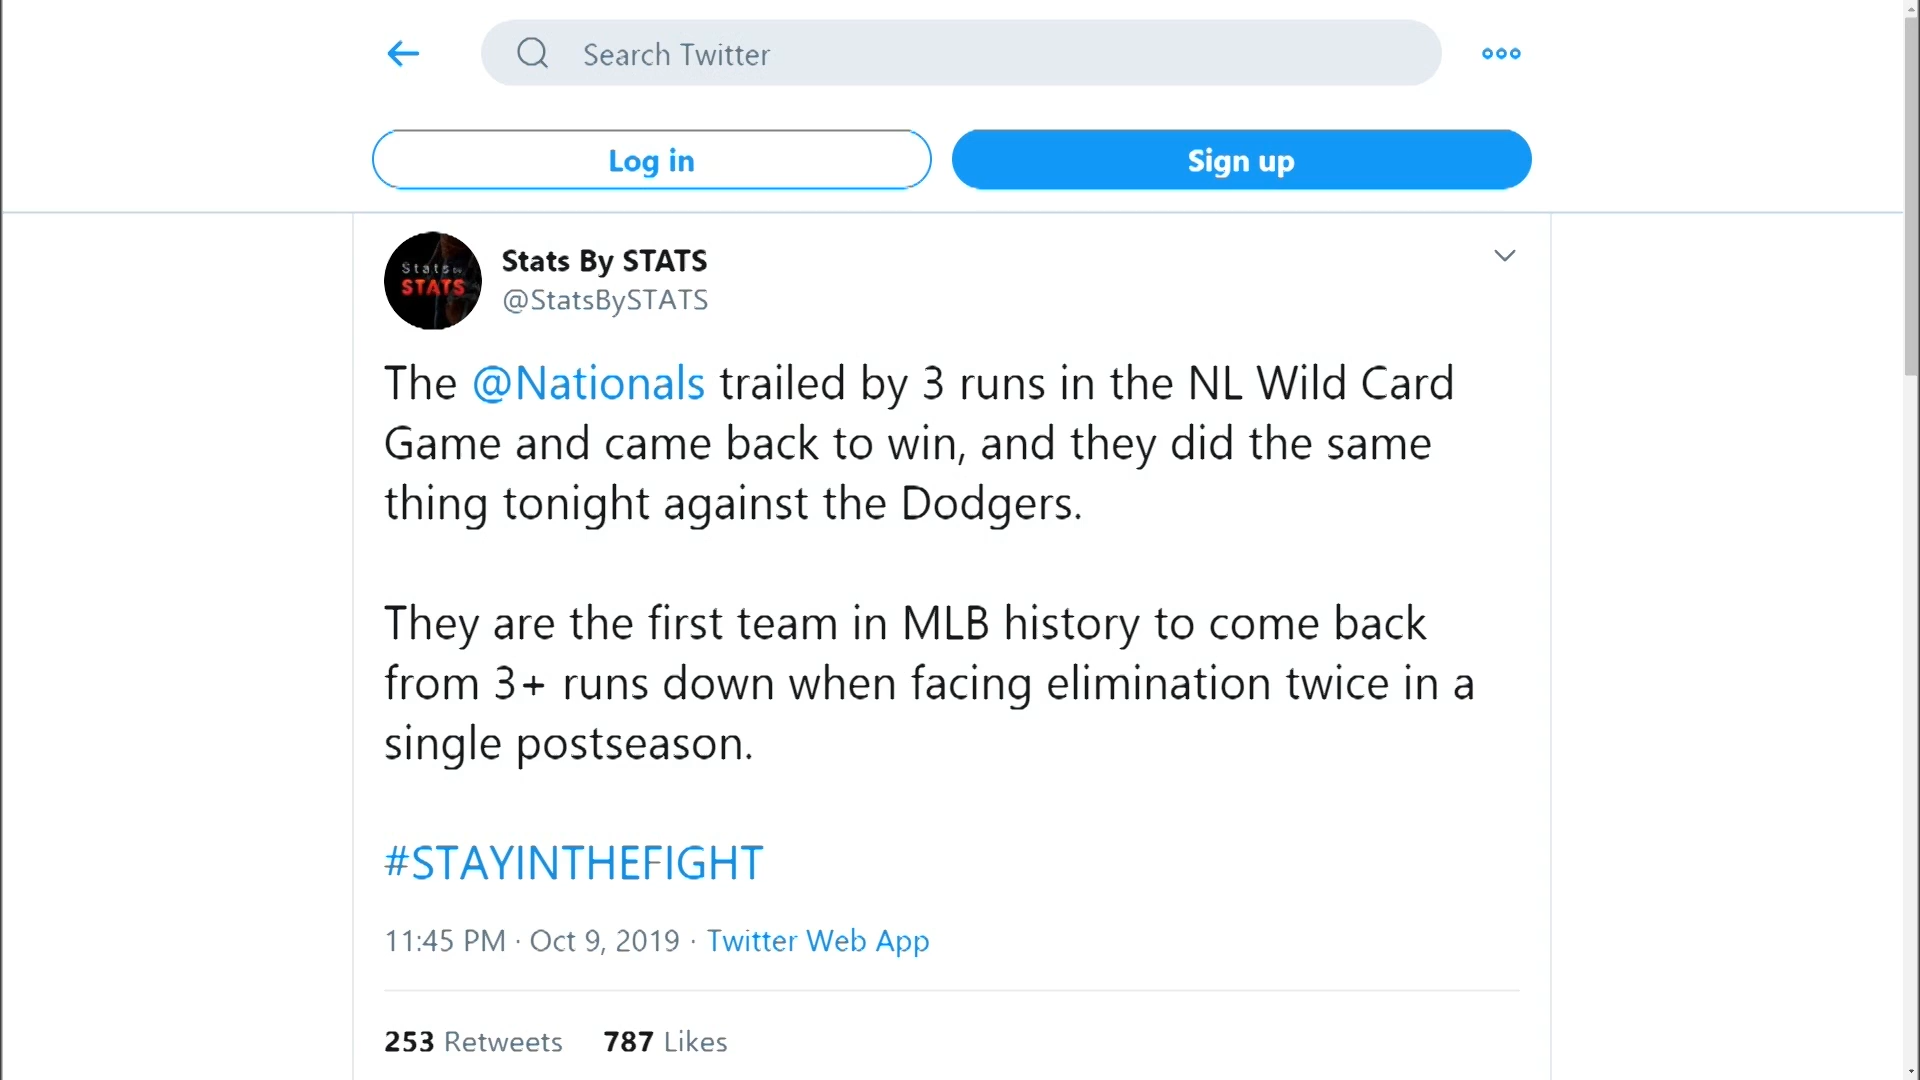 Search Twitter
Log in
Sign up
Stats By
STATS
Stats By STATS
@StatsBySTATS
The @Nationals trailed by 3 runs in the NL Wild Card
Game and came back to win, and they did the same
thing tonight against the Dodgers.
They are the first team in MLB history to come back
from 3+ runs down when facing elimination twice in a
single postseason.
#STAYINTHEFIGHT
11:45 PM · Oct 9, 2019 · Twitter Web App
253 Retweets 787 Likes